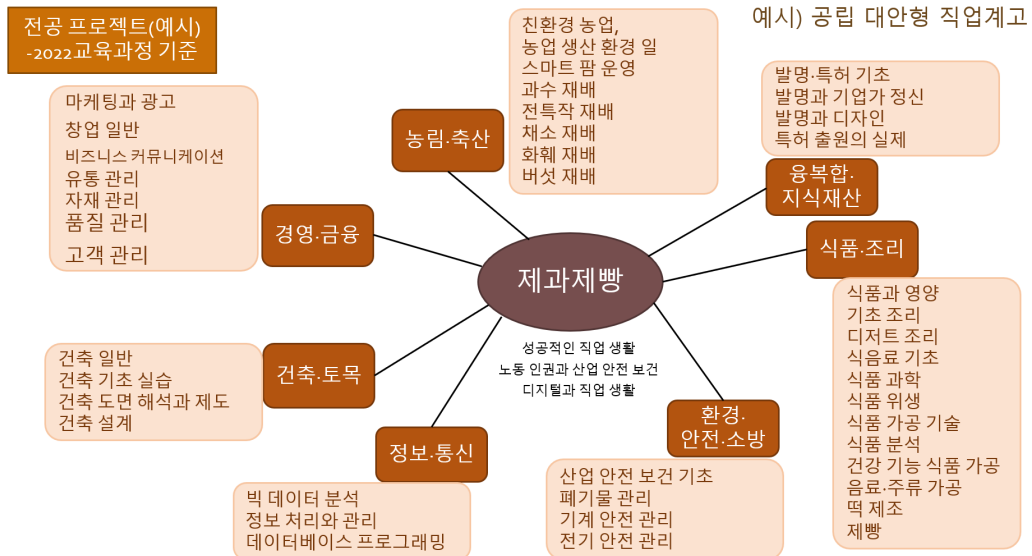 전공 프로젝트(예시)
-2022교육과정 기준
예시) 공립 대안형 직업계고
마케팅과 광고
창업 일반
비즈니스 커뮤니케이션
유통 관리
자재 관리
품질 관리
고객 관리
경영·금융
농림·축산
친환경 농업,
농업 생산 환경 일
스마트 팜 운영
과수 재배
전특작 재배
채소 재배
화훼 재배
버섯 재배
발명·특허 기초
발명과 기업가 정신
발명과 디자인
특허 출원의 실제
융복합·
지식재산
식품·조리
식품과 영양
기초 조리
디저트 조리
식음료 기초
식품 과학
식품 위생
식품 가공 기술
식품 분석
건강 기능 식품 가공
음료·주류 가공
떡 제조
제빵
제과제빵
성공적인 직업 생활
노동 인권과 산업 안전 보건
디지털과 직업 생활
건축 일반
건축 기초 실습
건축 도면 해석과 제도
건축 설계
건축·토목
정보·통신
빅 데이터 분석
정보 처리와 관리
데이터베이스 프로그래밍
환경·
안전·소방
산업 안전 보건 기초
폐기물 관리
기계 안전 관리
전기 안전 관리